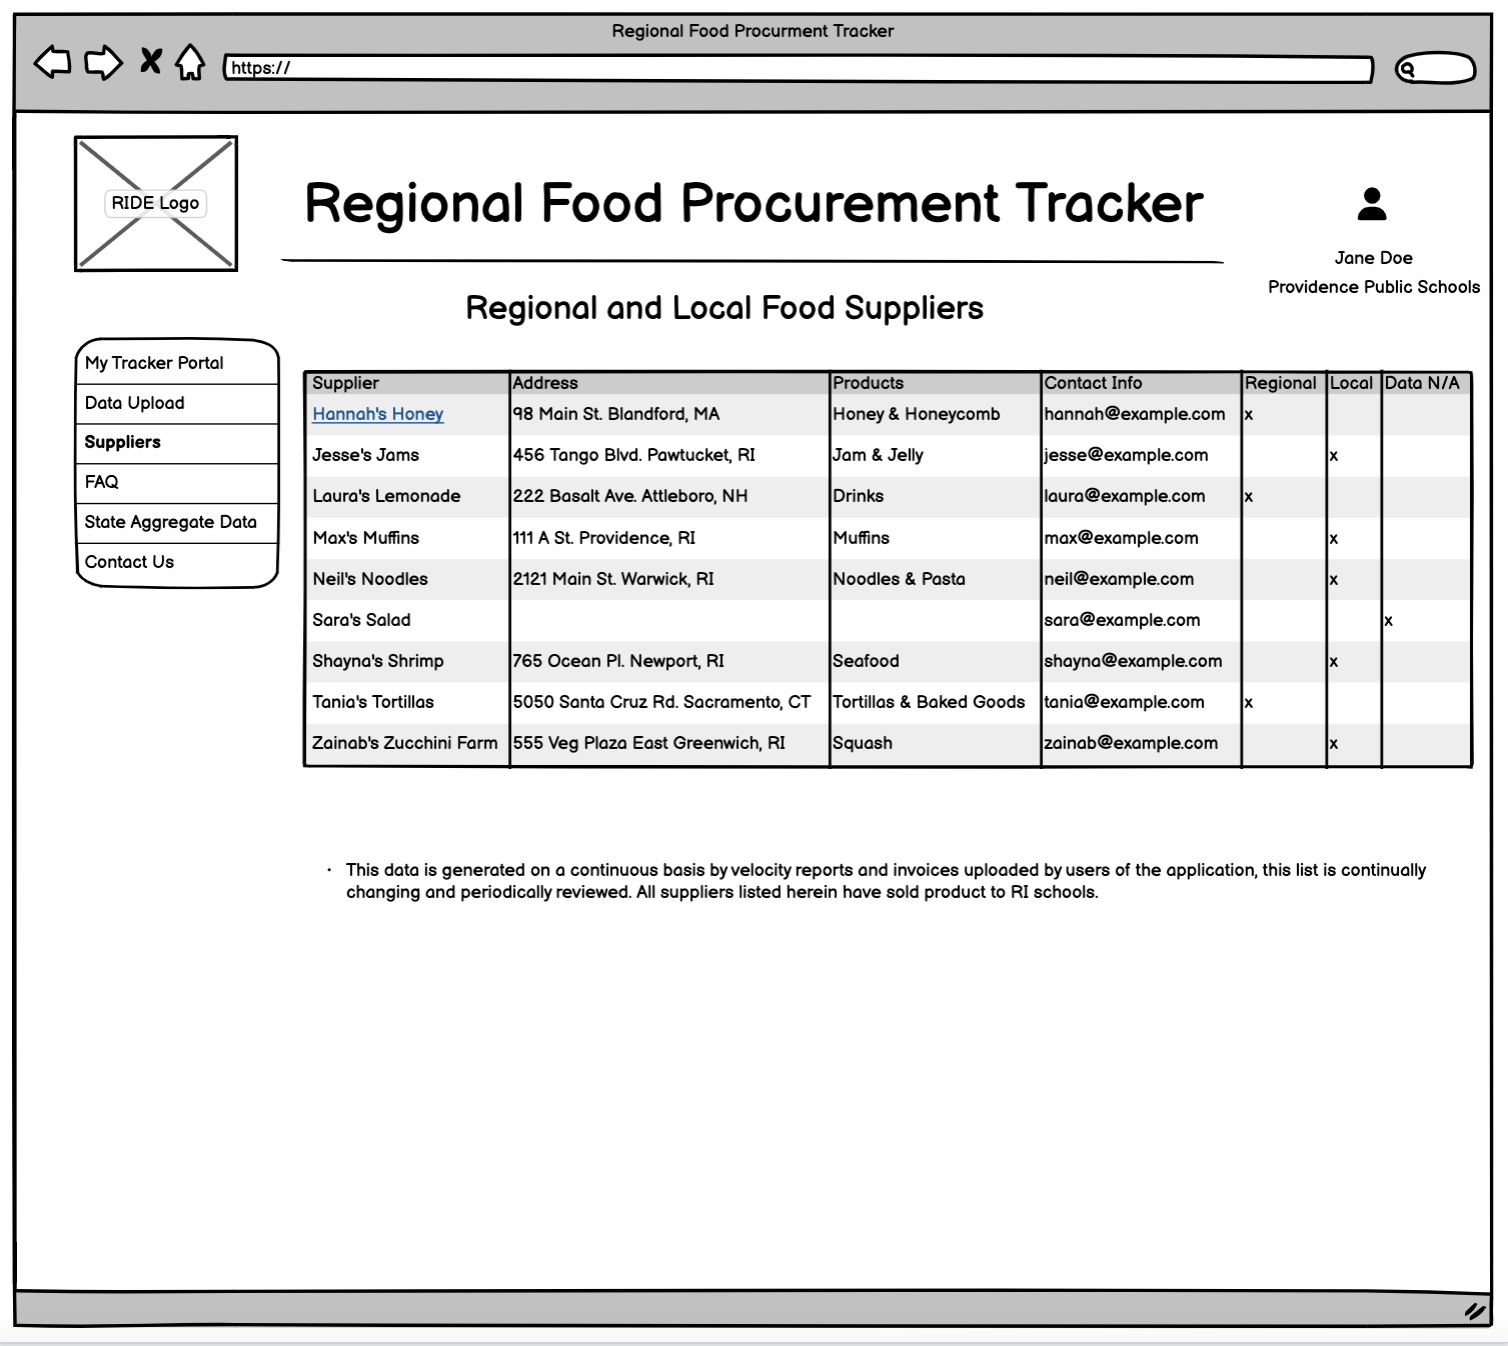 Regional Food Procurment Tracker
https://
RIDE Logo
Regional Food Procurement Tracker
Jane Doe
Providence Public Schools
Regional and Local Food Suppliers
My Tracker Portal
Data Upload
Suppliers
FAQ
State Aggregate Data
Contact Us
Supplier Address Products Contact Info Regional Local Data N/A
Hannah's Honey 98 Main St. Blandford, MA Honey & Honeycomb hannah@example.com x
Jesse's Jams 456 Tango Blvd. Pawtucket, RI Jam & Jelly jesse@example.com x
Laura's Lemonade 222 Basalt Ave. Attleboro, NH Drinks laura@example.com x
Max's Muffins 111 A St. Providence, RI Muffins max@example.com x
Neil's Noodles 2121 Main St. Warwick, RI Noodles & Pasta neil@example.com x
Sara's Salad sara@example.com x
Shayna's Shrimp 765 Ocean Pl. Newport, RI Seafood shayna@example.com x
Tania's Tortillas 5050 Santa Cruz Rd. Sacramento, CT Tortillas & Baked Goods tania@example.com x
Zainab's Zucchini Farm 555 Veg Plaza East Greenwich, RI Squash zainab@example.com x
• This data is generated on a continuous basis by velocity reports and invoices uploaded by users of the application, this list is continually
changing and periodically reviewed. All suppliers listed herein have sold product to RI schools.